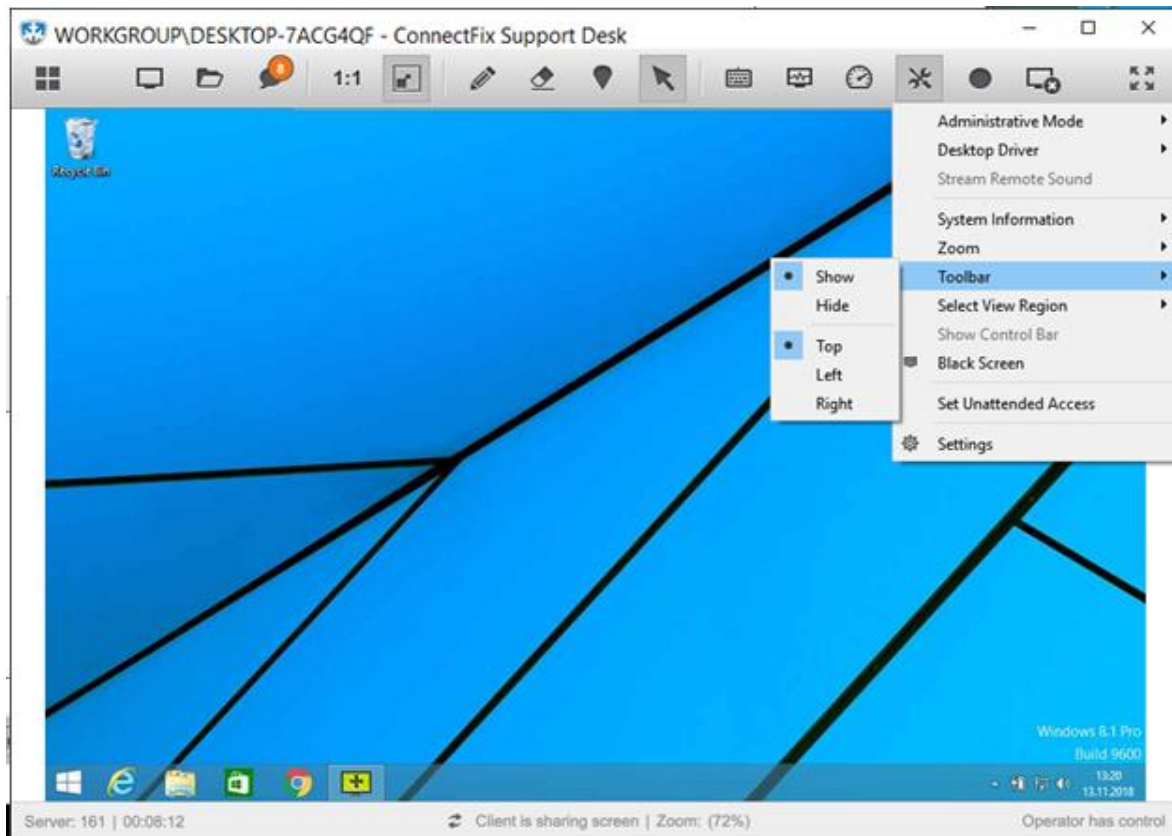 WORKGROUP\DESKTOP-7ACG4QF - ConnectFix Support Desk
8
1:1
Recycle Bin
Administrative Mode
Desktop Driver
Stream Remote Sound
System Information
Zoom
Toolbar
Select View Region
Show Control Bar
Black Screen
Set Unattended Access
Settings
Show
Hide
Top
Left
Right
Windows 8.1 Pro
Build 9600
13:20
13.11.2018
Server: 161 | 00:08:12
Client is sharing screen | Zoom: (72%)
Operator has control